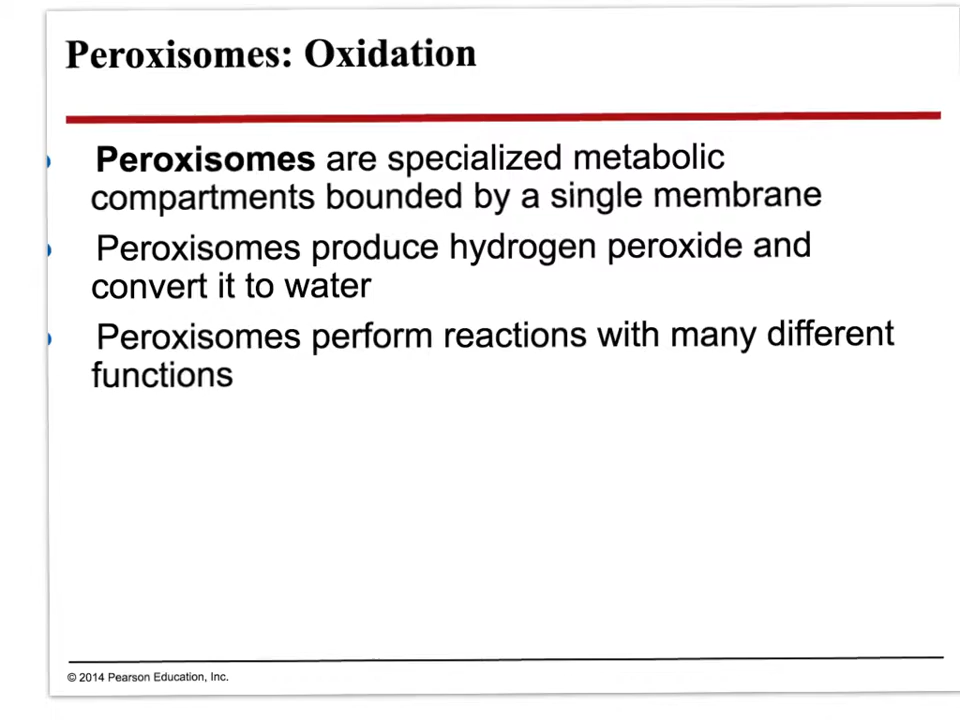 Peroxisomes: Oxidation
Peroxisomes are specialized metabolic
compartments bounded by a single membrane
Peroxisomes produce hydrogen peroxide and
convert it to water
Peroxisomes perform reactions with many different
functions
© 2014 Pearson Education, Inc.